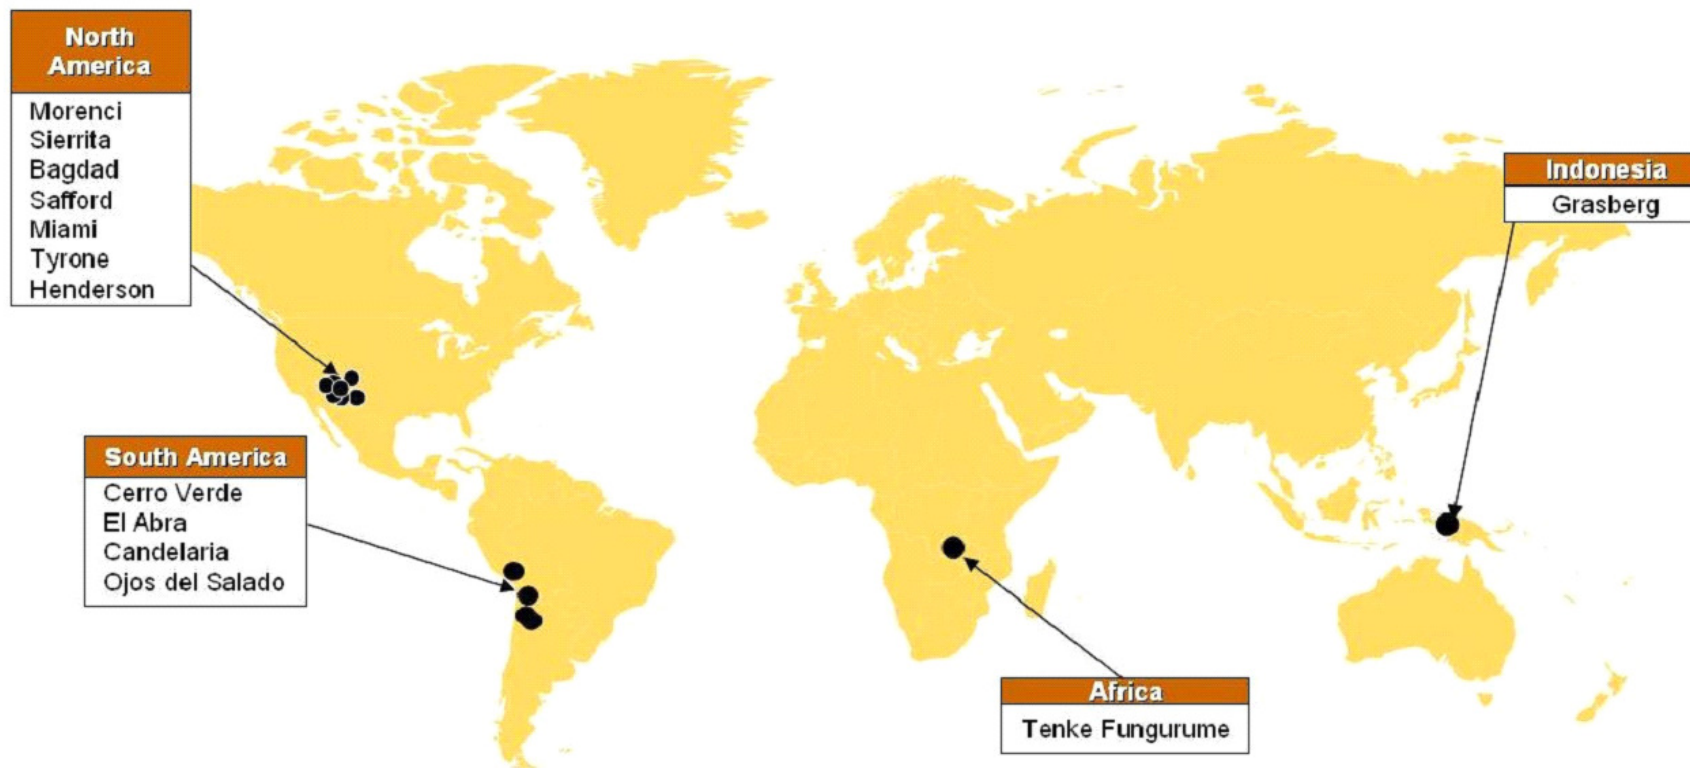 North
America
Morenci
Sierrita
Bagdad
Safford
Miami
Tyrone
Henderson
South America
Cerro Verde
El Abra
Candelaria
Ojos del Salado
Indonesia
Grasberg
Africa
Tenke Fungurume